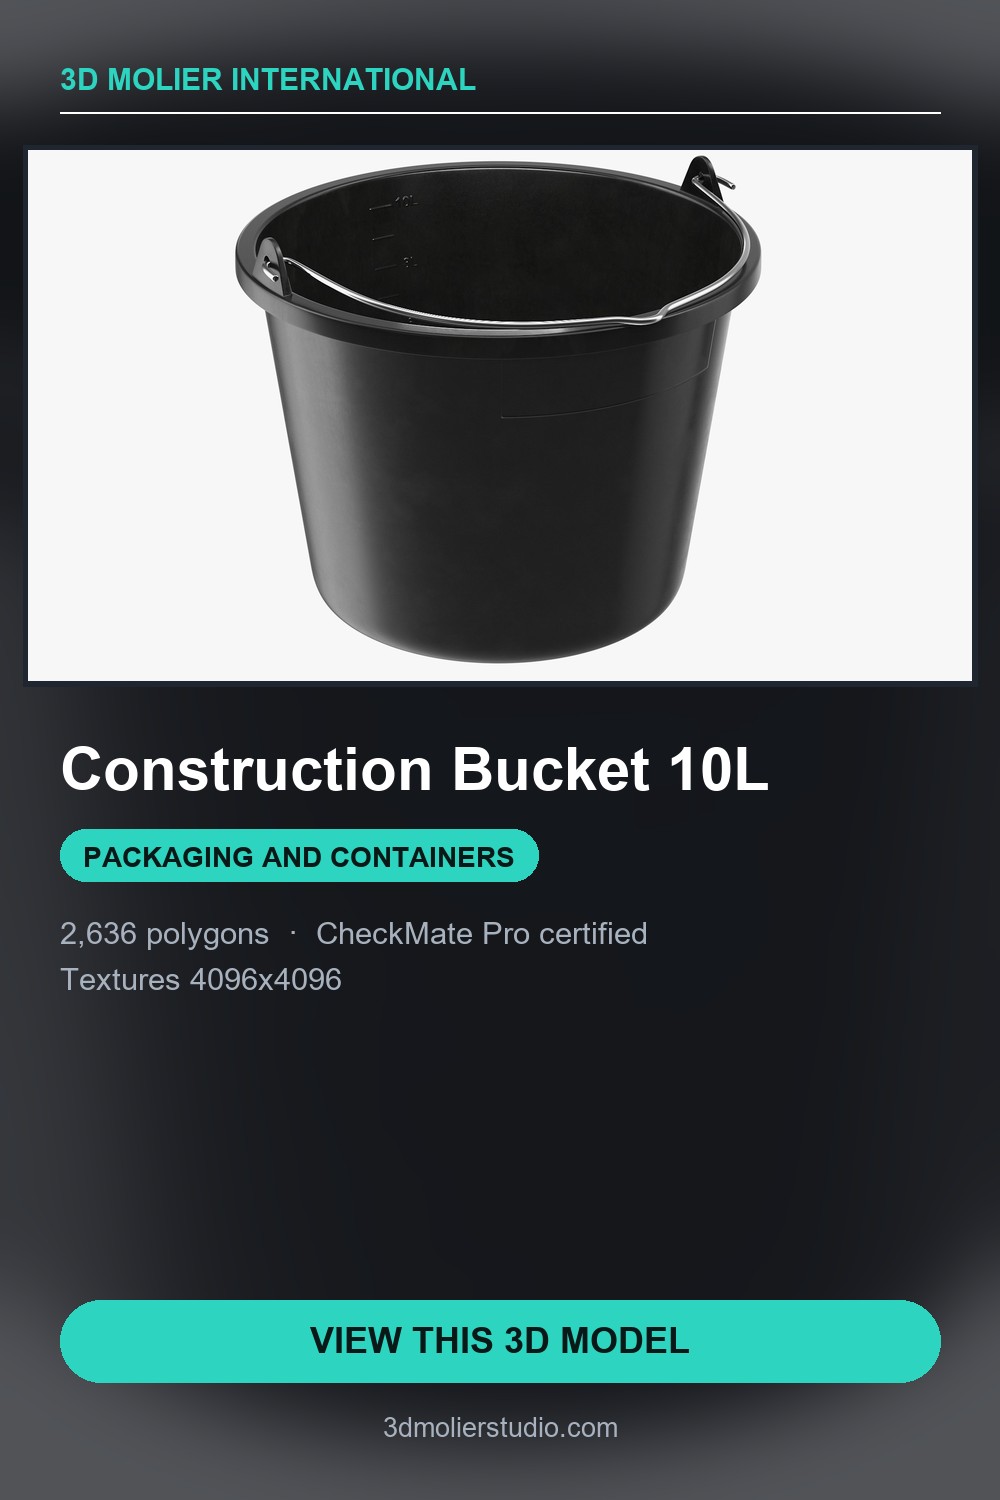 3D MOLIER INTERNATIONAL
10L
Construction Bucket 10L
PACKAGING AND CONTAINERS
2,636 polygons · CheckMate Pro certified
Textures 4096x4096
VIEW THIS 3D MODEL
3dmolierstudio.com